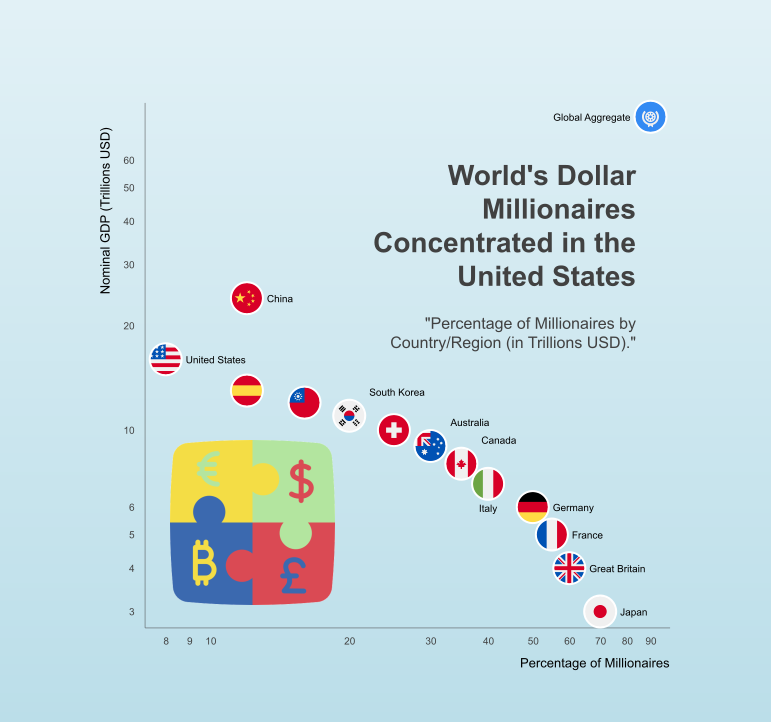 Global Aggregate
World's Dollar
Millionaires
Concentrated in the
United States
"Percentage of Millionaires by
Country/Region (in Trillions USD)."
Nominal GDP (Trillions USD)
60
50
40
30
20
10
6
5
4
3
China
United States
South Korea
Australia
Canada
Italy
Germany
France
Great Britain
Japan
€
$
₿
£
8 9 10 20 30 40 50 60 70 80 90
Percentage of Millionaires